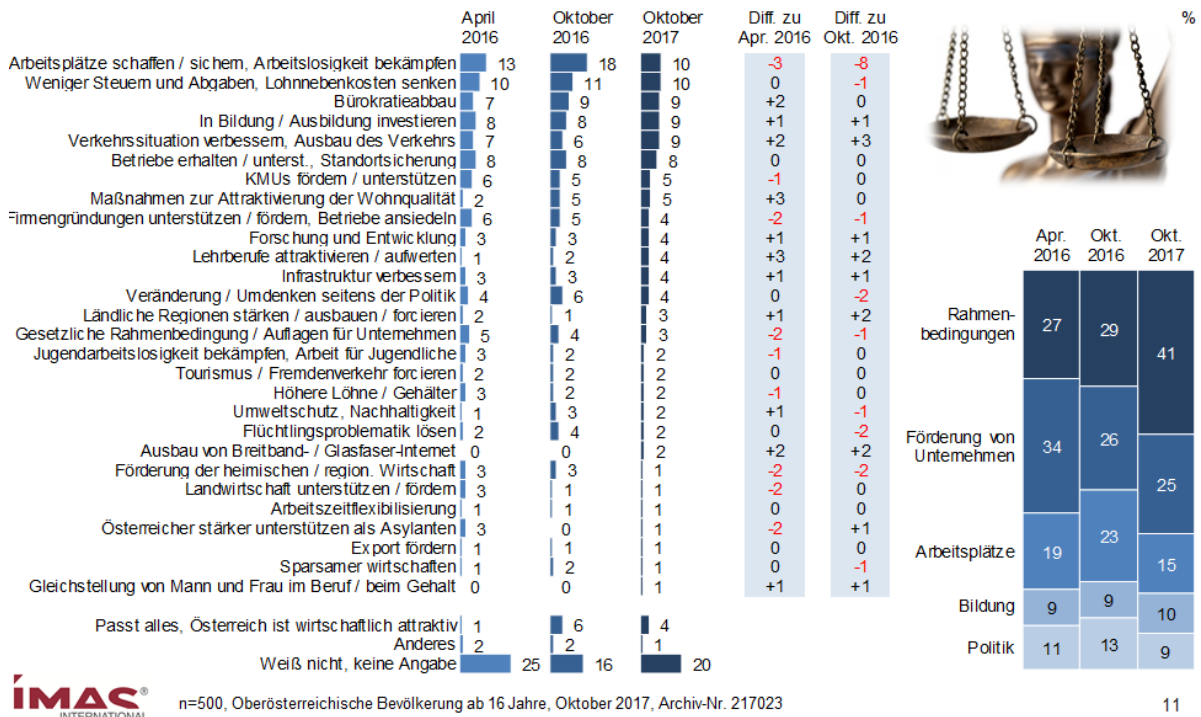 April 2016 Oktober 2016 Oktober 2017 Diff. zu Apr. 2016 Diff. zu Okt. 2016 %
Arbeitsplätze schaffen / sichern, Arbeitslosigkeit bekämpfen 13 18 10 -3 -8
Weniger Steuern und Abgaben, Lohnnebenkosten senken 10 11 10 0 -1
Bürokratieabbau 7 9 9 +2 0
In Bildung / Ausbildung investieren 8 8 9 +1 +1
Verkehrssituation verbessern, Ausbau des Verkehrs 7 6 9 +2 +3
Betriebe erhalten / unterst., Standortsicherung 8 8 8 0 0
KMUs fördern / unterstützen 6 5 5 -1 0
Maßnahmen zur Attraktivierung der Wohnqualität 2 5 5 +3 0
Firmengründungen unterstützen / fördern, Betriebe ansiedeln 6 5 4 -2 -1
Forschung und Entwicklung 3 3 4 +1 +1
Lehrberufe attraktivieren / aufwerten 1 2 4 +3 +2
Infrastruktur verbessern 3 3 4 +1 +1
Veränderung / Umdenken seitens der Politik 4 6 4 0 -2
Ländliche Regionen stärken / ausbauen / forcieren 2 1 3 +1 +2
Gesetzliche Rahmenbedingung / Auflagen für Unternehmen 5 4 3 -2 -1
Jugendarbeitslosigkeit bekämpfen, Arbeit für Jugendliche 3 2 2 -1 0
Tourismus / Fremdenverkehr forcieren 2 2 2 0 0
Höhere Löhne / Gehälter 3 2 2 -1 0
Umweltschutz, Nachhaltigkeit 1 3 2 +1 -1
Flüchtlingsproblematik lösen 2 4 2 0 -2
Ausbau von Breitband- / Glasfaser-Internet 0 0 2 +2 +2
Förderung der heimischen / region. Wirtschaft 3 3 1 -2 -2
Landwirtschaft unterstützen / fördern 3 1 1 -2 0
Arbeitszeitflexibilisierung 1 1 1 0 0
Österreicher stärker unterstützen als Asylanten 3 0 1 -2 +1
Export fördern 1 1 1 0 0
Sparsamer wirtschaften 1 2 1 0 -1
Gleichstellung von Mann und Frau im Beruf / beim Gehalt 0 0 1 +1 +1
Passt alles, Österreich ist wirtschaftlich attraktiv 1 6 4
Anderes 2 2 1
Weiß nicht, keine Angabe 25 16 20
Apr. 2016 Okt. 2016 Okt. 2017
Rahmen-
bedingungen 27 29 41
Förderung von
Unternehmen 34 26 25
Arbeitsplätze 19 23 15
Bildung 9 9 10
Politik 11 13 9
IMAS®
INTERNATIONAL
n=500, Oberösterreichische Bevölkerung ab 16 Jahre, Oktober 2017, Archiv-Nr. 217023
11